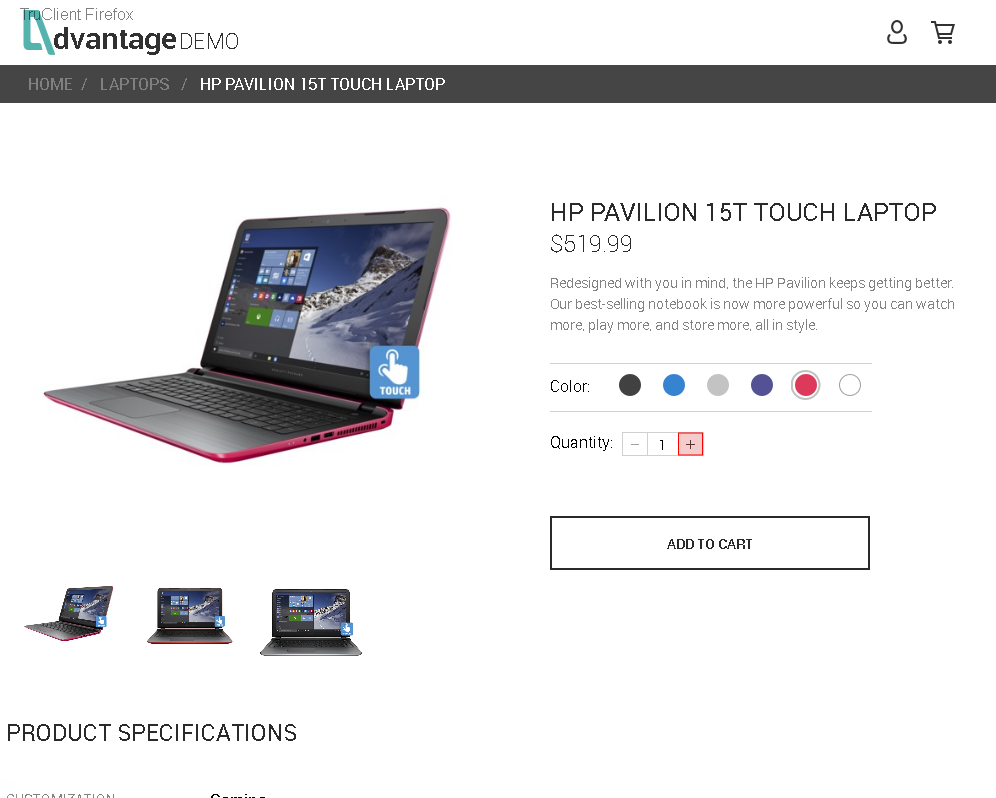 TruClient Firefox
dvantage DEMO
HOME / LAPTOPS / HP PAVILION 15T TOUCH LAPTOP
HP PAVILION 15T TOUCH LAPTOP
$519.99
Redesigned with you in mind, the HP Pavilion keeps getting better.
Our best-selling notebook is now more powerful so you can watch
more, play more, and store more, all in style.
TOUCH
Color:
Quantity: − 1 +
ADD TO CART
PRODUCT SPECIFICATIONS
CUSTOMIZATION Gaming